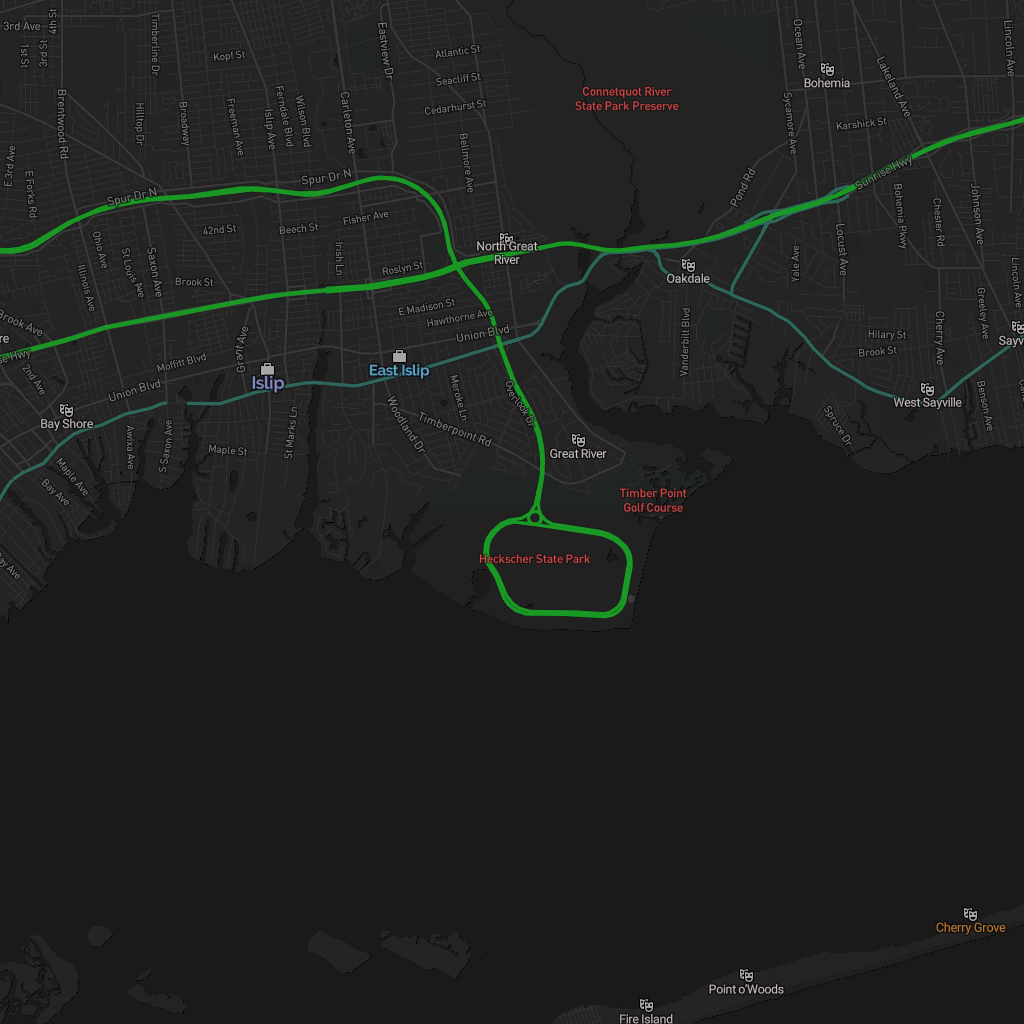 3rd Ave
4th St
1st St
3rd St
Timberline Dr
Kopf St
Eastview Dr
Atlantic St
Seacliff St
Cedarhurst St
Connetquot River
State Park Preserve
Ocean Ave
Bohemia
Lakeland Ave
Lincoln Ave
Karshick St
Sycamore Ave
Brentwood Rd
Hilltop Dr
Broadway
Freeman Ave
Islip Ave
Ferndale Blvd
Wilson Blvd
Carleton Ave
Bellmore Ave
E 3rd Ave
E Forks Rd
Spur Dr N
Spur Dr N
Sunrise Hwy
Pond Rd
Fisher Ave
42nd St
Beech St
Ohio Ave
Illinois Ave
St Louis Ave
Saxon Ave
Irish Ln
North Great
River
Roslyn St
Brook St
Oakdale
Yale Ave
Locust Ave
Bohemia Pkwy
Chester Rd
Johnson Ave
Lincoln Ave
Greeley Ave
E Madison St
Hawthorne Ave
Union Blvd
Vanderbilt Blvd
Hilary St
Brook St
Cherry Ave
Brook Ave
2nd Ave
Moffitt Blvd
Union Blvd
Islip
East Islip
Bay Shore
West Sayville
Benson Ave
Spruce Dr
Meroke Ln
Overlook Dr
Woodland Dr
Timberpoint Rd
Great River
Awixa Ave
S Saxon Ave
Maple St
St Marks Ln
Maple Ave
Bay Ave
Timber Point
Golf Course
Heckscher State Park
Cherry Grove
Point o'Woods
Fire Island